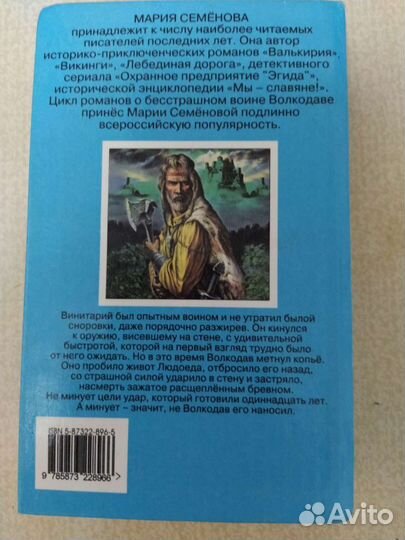 МАРИЯ СЕМЁНОВА
принадлежит к числу наиболее читаемых
писателей последних лет. Она автор
историко-приключенческих романов «Валькирия»,
«Викинги», «Лебединая дорога», детективного
сериала «Охранное предприятие "Эгида"»,
исторической энциклопедии «Мы – славяне!».
Цикл романов о бесстрашном воине Волкодаве
принёс Марии Семёновой подлинно
всероссийскую популярность.
Винитарий был опытным воином и не утратил былой
сноровки, даже порядочно разжирев. Он кинулся
к оружию, висевшему на стене, с удивительной
быстротой, которой на первый взгляд трудно было
от него ожидать. Но в это время Волкодав метнул копьё.
Оно пробило живот Людоеда, отбросило его назад,
со страшной силой ударило в стену и застряло,
насмерть зажатое расщеплённым бревном.
Не минует цели удар, который готовили одиннадцать лет.
А минует – значит, не Волкодав его наносил.
ISBN 5-87322-896-5
9 785873 228966 >
Avito